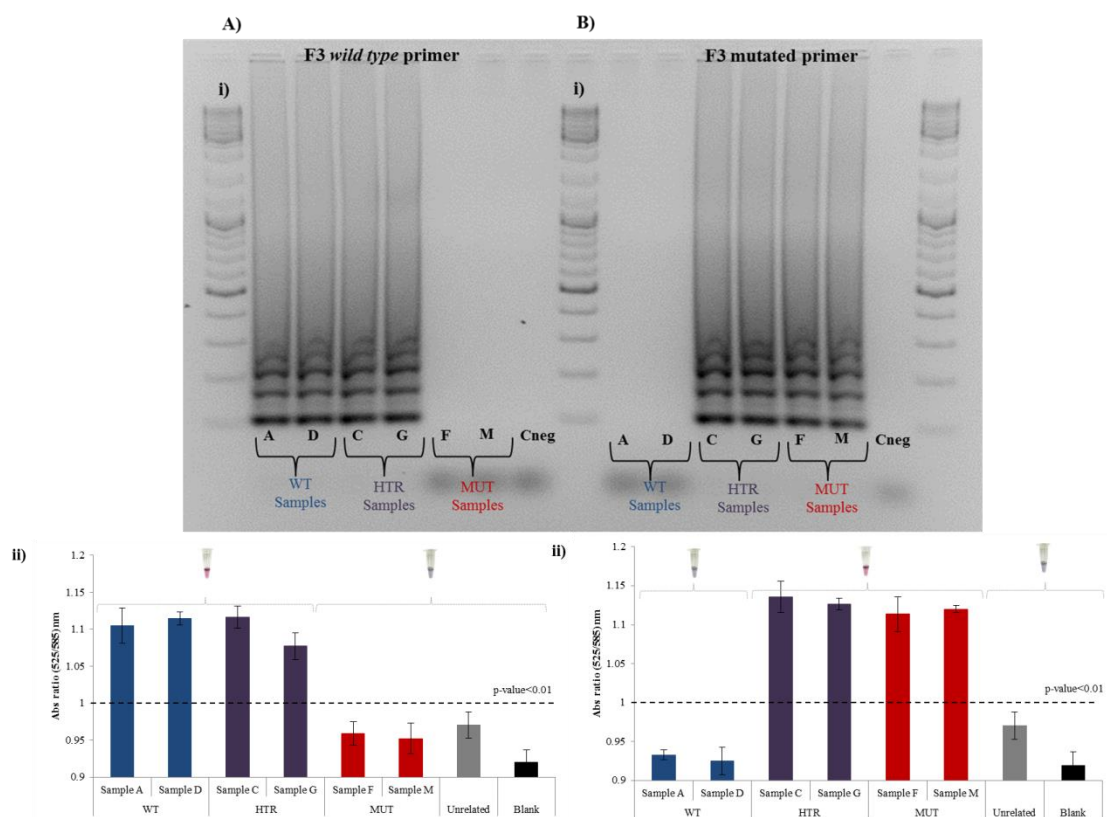 A)
B)
F3 wild type primer
F3 mutated primer
i)
i)
A D C G F M Cneg
A D C G F M Cneg
WT
Samples
HTR
Samples
MUT
Samples
WT
Samples
HTR
Samples
MUT
Samples
ii)
Abs ratio (525/585) nm
1.2
1.15
1.1
1.05
1
0.95
0.9
p-value<0.01
Sample A Sample D Sample C Sample G Sample F Sample M
WT HTR MUT Unrelated Blank
ii)
Abs ratio (525/585) nm
1.2
1.15
1.1
1.05
1
0.95
0.9
p-value<0.01
Sample A Sample D Sample C Sample G Sample F Sample M
WT HTR MUT Unrelated Blank